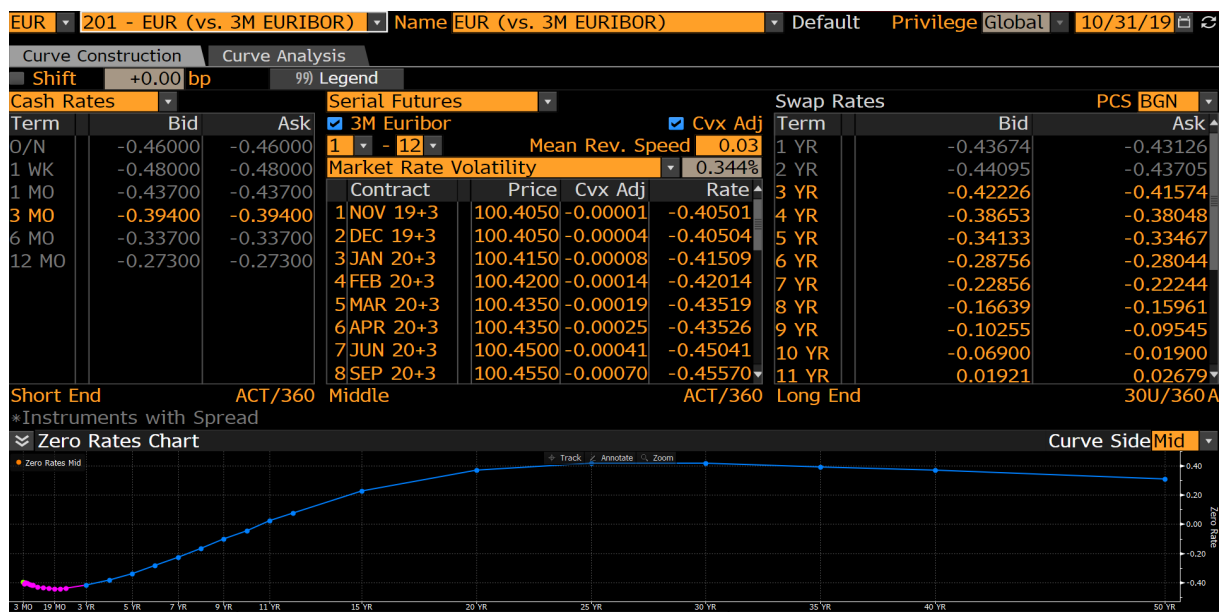 EUR 201 - EUR (vs. 3M EURIBOR) Name EUR (vs. 3M EURIBOR) Default Privilege Global 10/31/19
Curve Construction Curve Analysis
Shift +0.00 bp 99) Legend
Cash Rates Serial Futures Swap Rates PCS BGN
Term Bid Ask 3M Euribor Cvx Adj Term Bid Ask
O/N -0.46000 -0.46000 1 - 12 Mean Rev. Speed 0.03 1 YR -0.43674 -0.43126
1 WK -0.48000 -0.48000 Market Rate Volatility 0.344% 2 YR -0.44095 -0.43705
1 MO -0.43700 -0.43700 Contract Price Cvx Adj Rate 3 YR -0.42226 -0.41574
3 MO -0.39400 -0.39400 1 NOV 19+3 100.4050 -0.00001 -0.40501 4 YR -0.38653 -0.38048
6 MO -0.33700 -0.33700 2 DEC 19+3 100.4050 -0.00004 -0.40504 5 YR -0.34133 -0.33467
12 MO -0.27300 -0.27300 3 JAN 20+3 100.4150 -0.00008 -0.41509 6 YR -0.28756 -0.28044
4 FEB 20+3 100.4200 -0.00014 -0.42014 7 YR -0.22856 -0.22244
5 MAR 20+3 100.4350 -0.00019 -0.43519 8 YR -0.16639 -0.15961
6 APR 20+3 100.4350 -0.00025 -0.43526 9 YR -0.10255 -0.09545
7 JUN 20+3 100.4500 -0.00041 -0.45041 10 YR -0.06900 -0.01900
8 SEP 20+3 100.4550 -0.00070 -0.45570 11 YR 0.01921 0.02679
Short End ACT/360 Middle ACT/360 Long End 30U/360 A
*Instruments with Spread
Zero Rates Chart Curve Side Mid
Zero Rates Mid Track Annotate Zoom
0.40
0.20
0.00
-0.20
-0.40
Zero Rate
3 MO 19 MO 3 YR 5 YR 7 YR 9 YR 11 YR 15 YR 20 YR 25 YR 30 YR 35 YR 40 YR 50 YR